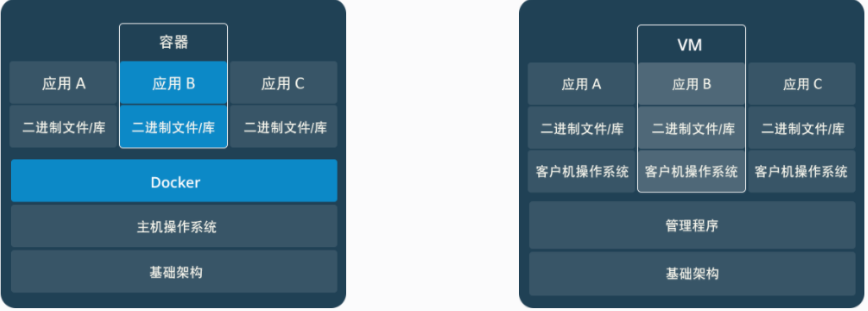 容器
应用 A 应用 B 应用 C
二进制文件/库 二进制文件/库 二进制文件/库
Docker
主机操作系统
基础架构
VM
应用 A 应用 B 应用 C
二进制文件/库 二进制文件/库 二进制文件/库
客户机操作系统 客户机操作系统 客户机操作系统
管理程序
基础架构